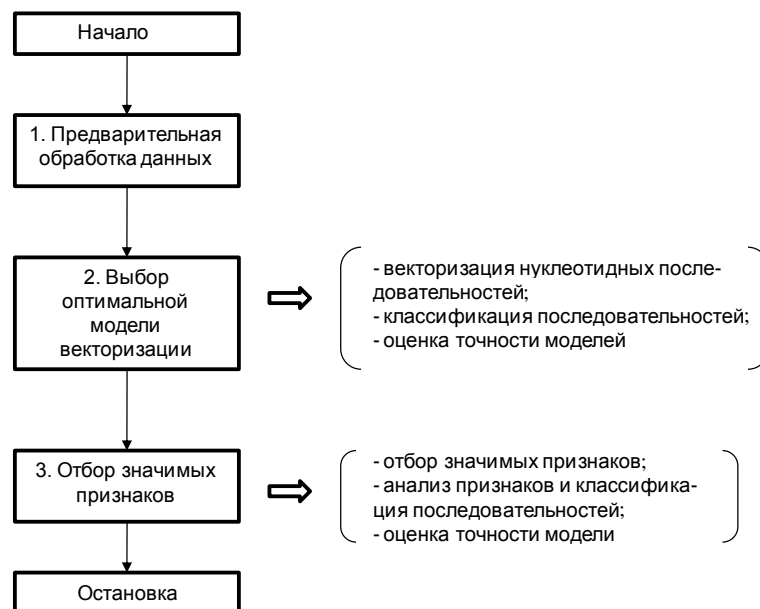 Начало
1. Предварительная
обработка данных
2. Выбор
оптимальной
модели
векторизации
- векторизация нуклеотидных после-
довательностей;
- классификация последовательностей;
- оценка точности моделей
3. Отбор значимых
признаков
- отбор значимых признаков;
- анализ признаков и классифика-
ция последовательностей;
- оценка точности модели
Остановка